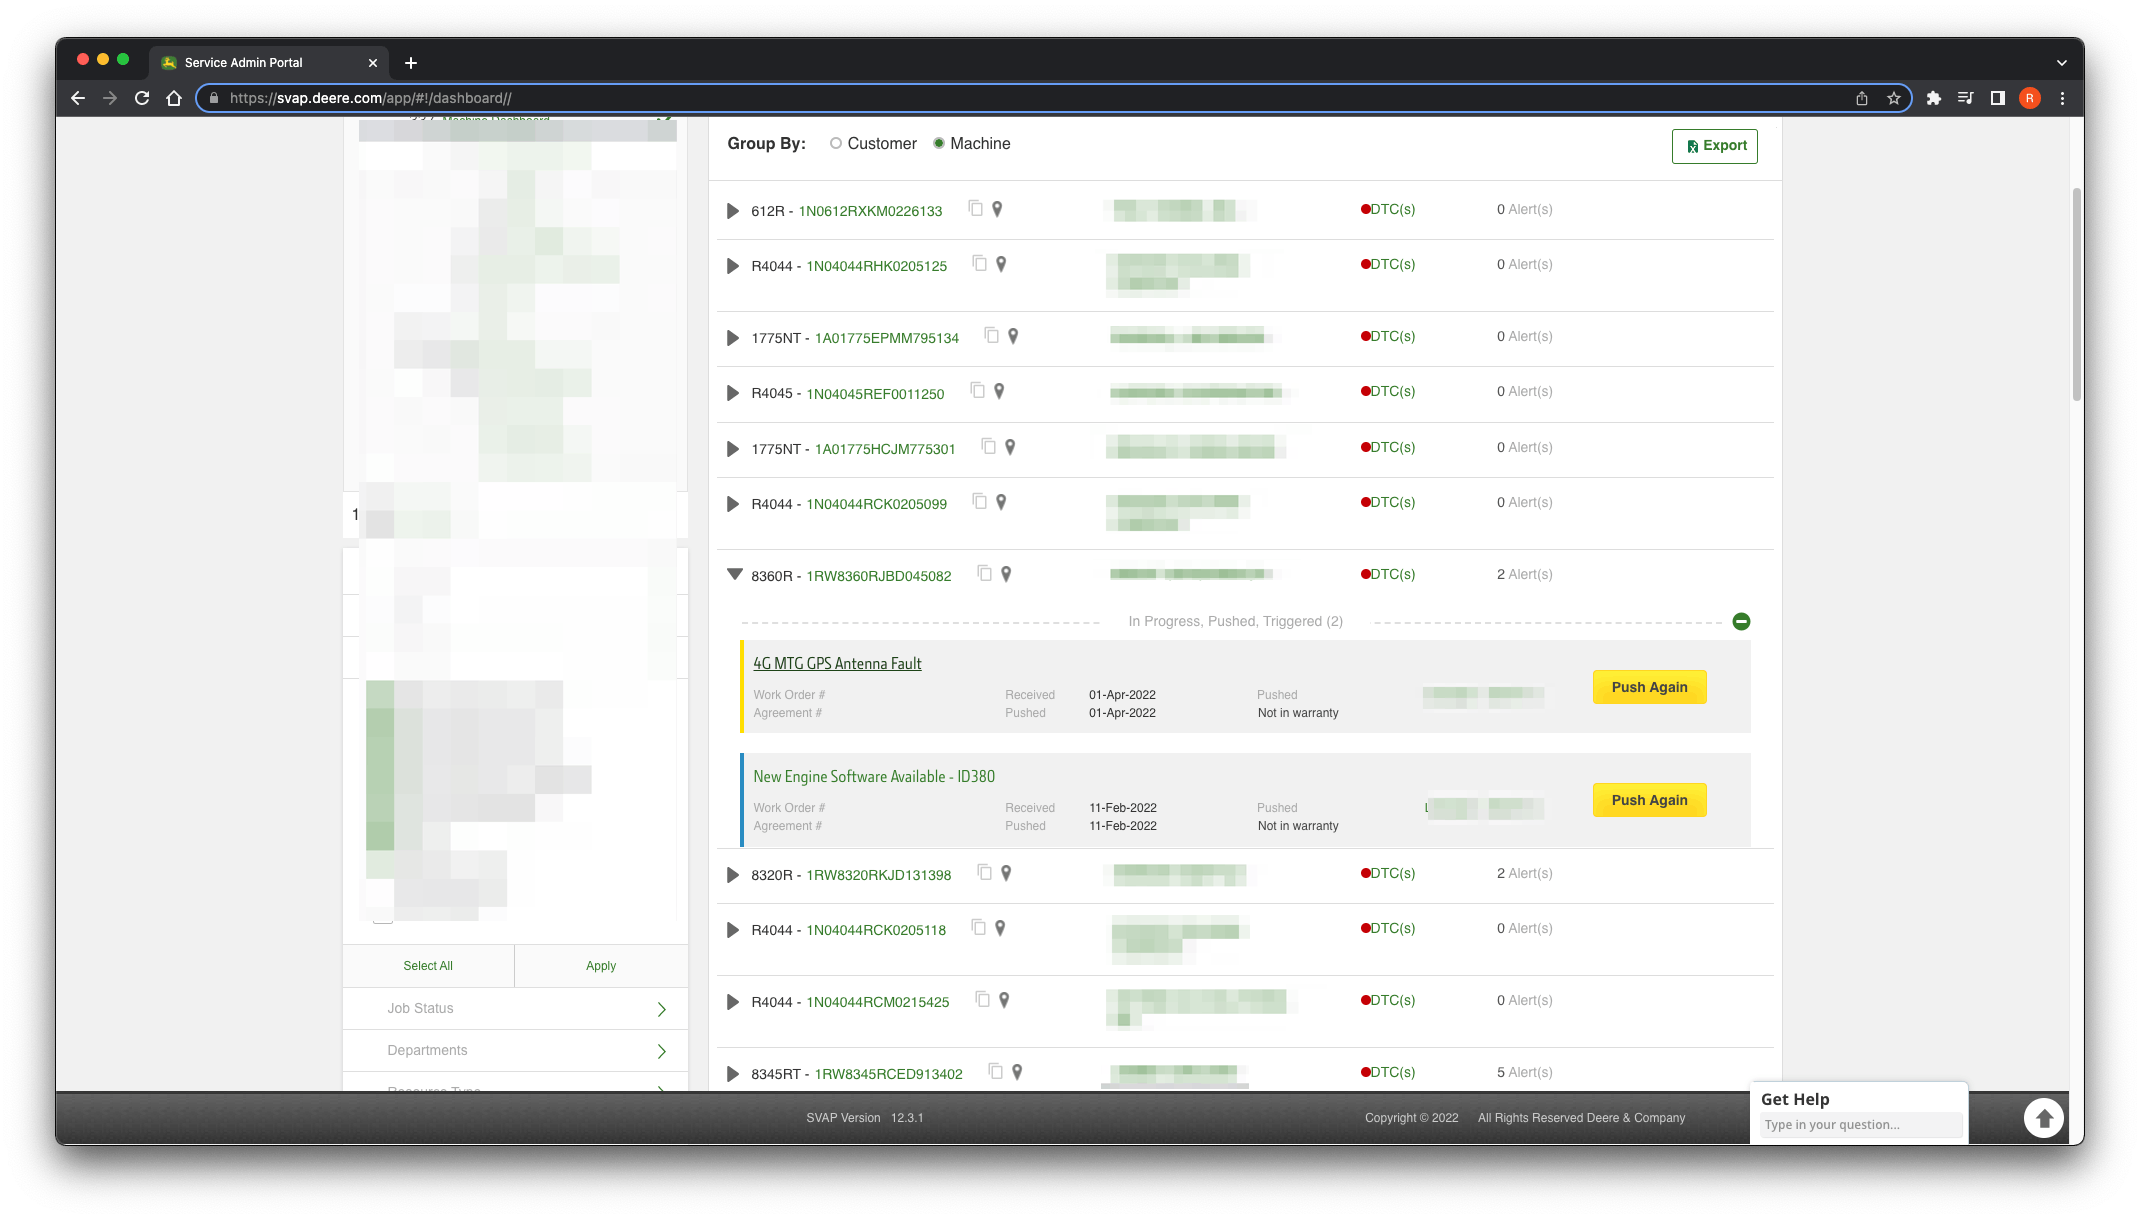 Service Admin Portal
https://svap.deere.com/app/#!/dashboard//
R
Machine Dashboard
Group By: Customer Machine Export
612R - 1N0612RXKM0226133 DTC(s) 0 Alert(s)
R4044 - 1N04044RHK0205125 DTC(s) 0 Alert(s)
1775NT - 1A01775EPMM795134 DTC(s) 0 Alert(s)
R4045 - 1N04045REF0011250 DTC(s) 0 Alert(s)
1775NT - 1A01775HCJM775301 DTC(s) 0 Alert(s)
R4044 - 1N04044RCK0205099 DTC(s) 0 Alert(s)
1
8360R - 1RW8360RJBD045082 DTC(s) 2 Alert(s)
In Progress, Pushed, Triggered (2)
4G MTG GPS Antenna Fault
Work Order # Received 01-Apr-2022 Pushed
Agreement # Pushed 01-Apr-2022 Not in warranty
Push Again
New Engine Software Available - ID380
Work Order # Received 11-Feb-2022 Pushed
Agreement # Pushed 11-Feb-2022 Not in warranty
Push Again
8320R - 1RW8320RKJD131398 DTC(s) 2 Alert(s)
R4044 - 1N04044RCK0205118 DTC(s) 0 Alert(s)
R4044 - 1N04044RCM0215425 DTC(s) 0 Alert(s)
8345RT - 1RW8345RCED913402 DTC(s) 5 Alert(s)
Select All Apply
Job Status
Departments
Resource Type
SVAP Version 12.3.1
Copyright © 2022 All Rights Reserved Deere & Company
Get Help
Type in your question...